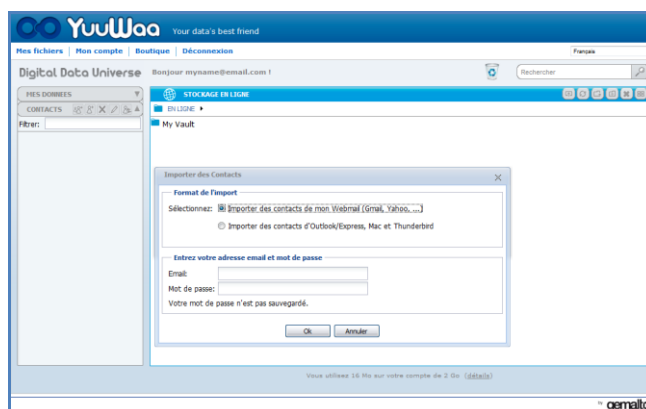 YuuWaa Your data's best friend
Mes fichiers | Mon compte | Boutique | Déconnexion Français
Digital Data Universe Bonjour myname@email.com ! Rechercher
MES DONNEES STOCKAGE EN LIGNE
CONTACTS EN LIGNE
Filtrer: My Vault
Importer des Contacts
Format de l'import
Sélectionnez: Importer des contacts de mon Webmail (Gmail, Yahoo, ...)
Importer des contacts d'Outlook/Express, Mac et Thunderbird
Entrez votre adresse email et mot de passe
Email:
Mot de passe:
Votre mot de passe n'est pas sauvegardé.
Ok Annuler
Vous utilisez 16 Mo sur votre compte de 2 Go (détails)
by gemalto